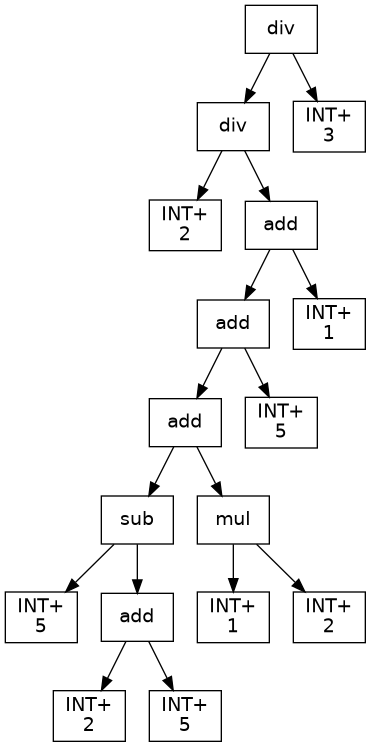 div
div
INT+
3
INT+
2
add
add
INT+
1
add
INT+
5
sub
mul
INT+
5
add
INT+
1
INT+
2
INT+
2
INT+
5